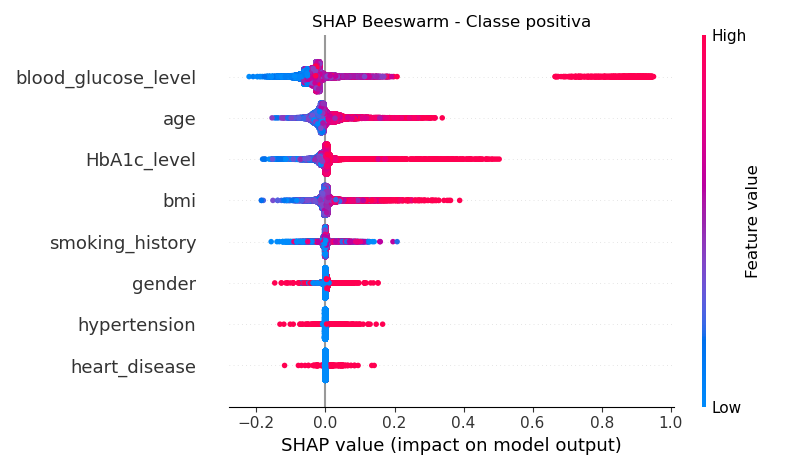 SHAP Beeswarm - Classe positiva
High
blood_glucose_level
age
HbA1c_level
bmi
smoking_history
gender
hypertension
heart_disease
Feature value
Low
−0.2 0.0 0.2 0.4 0.6 0.8 1.0
SHAP value (impact on model output)